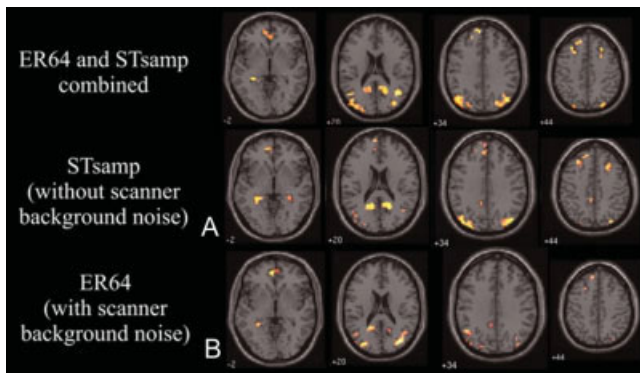 ER64 and STsamp
combined
-2
+20
+34
+44
STsamp
(without scanner
background noise)
A
-2
+20
+34
+44
ER64
(with scanner
background noise)
B
-2
+20
+34
+44